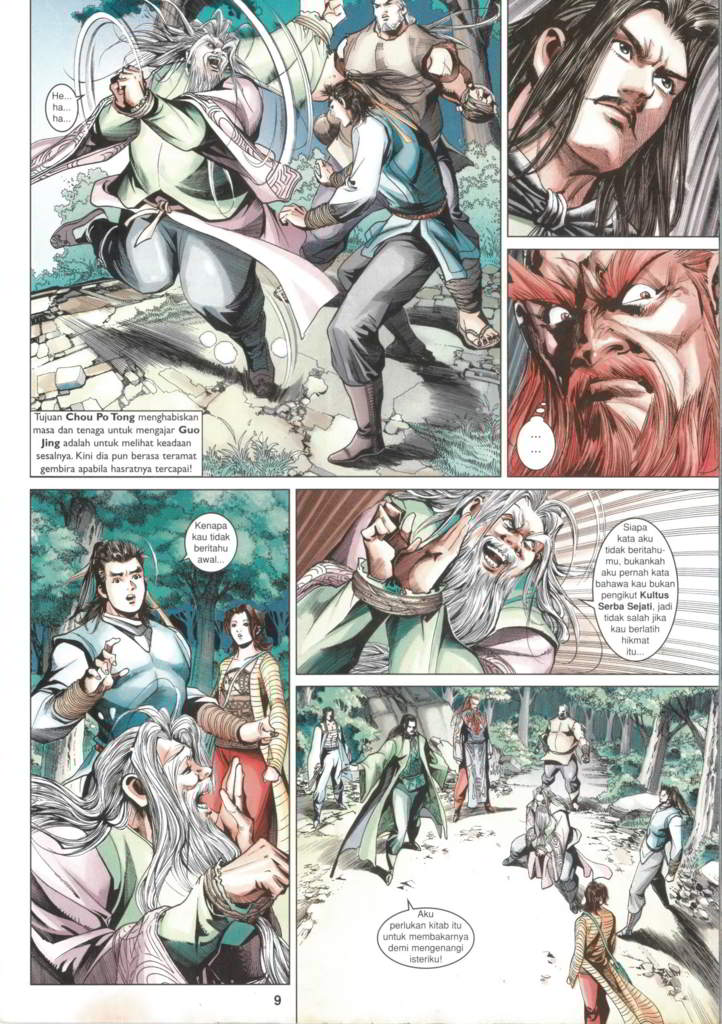 He...
ha...
ha...
Tujuan Chou Po Tong menghabiskan
masa dan tenaga untuk mengajar Guo
Jing adalah untuk melihat keadaan
sesalnya. Kini dia pun berasa teramat
gembira apabila hasratnya tercapai!
...
...
Kenapa
kau tidak
beritahu
awal...
Siapa
kata aku
tidak beritahu-
mu, bukankah
aku pernah kata
bahawa kau bukan
pengikut Kultus
Serba Sejati, jadi
tidak salah jika
kau berlatih
hikmat
itu...
Aku
perlukan kitab itu
untuk membakarnya
demi mengenangi
isteriku!
9